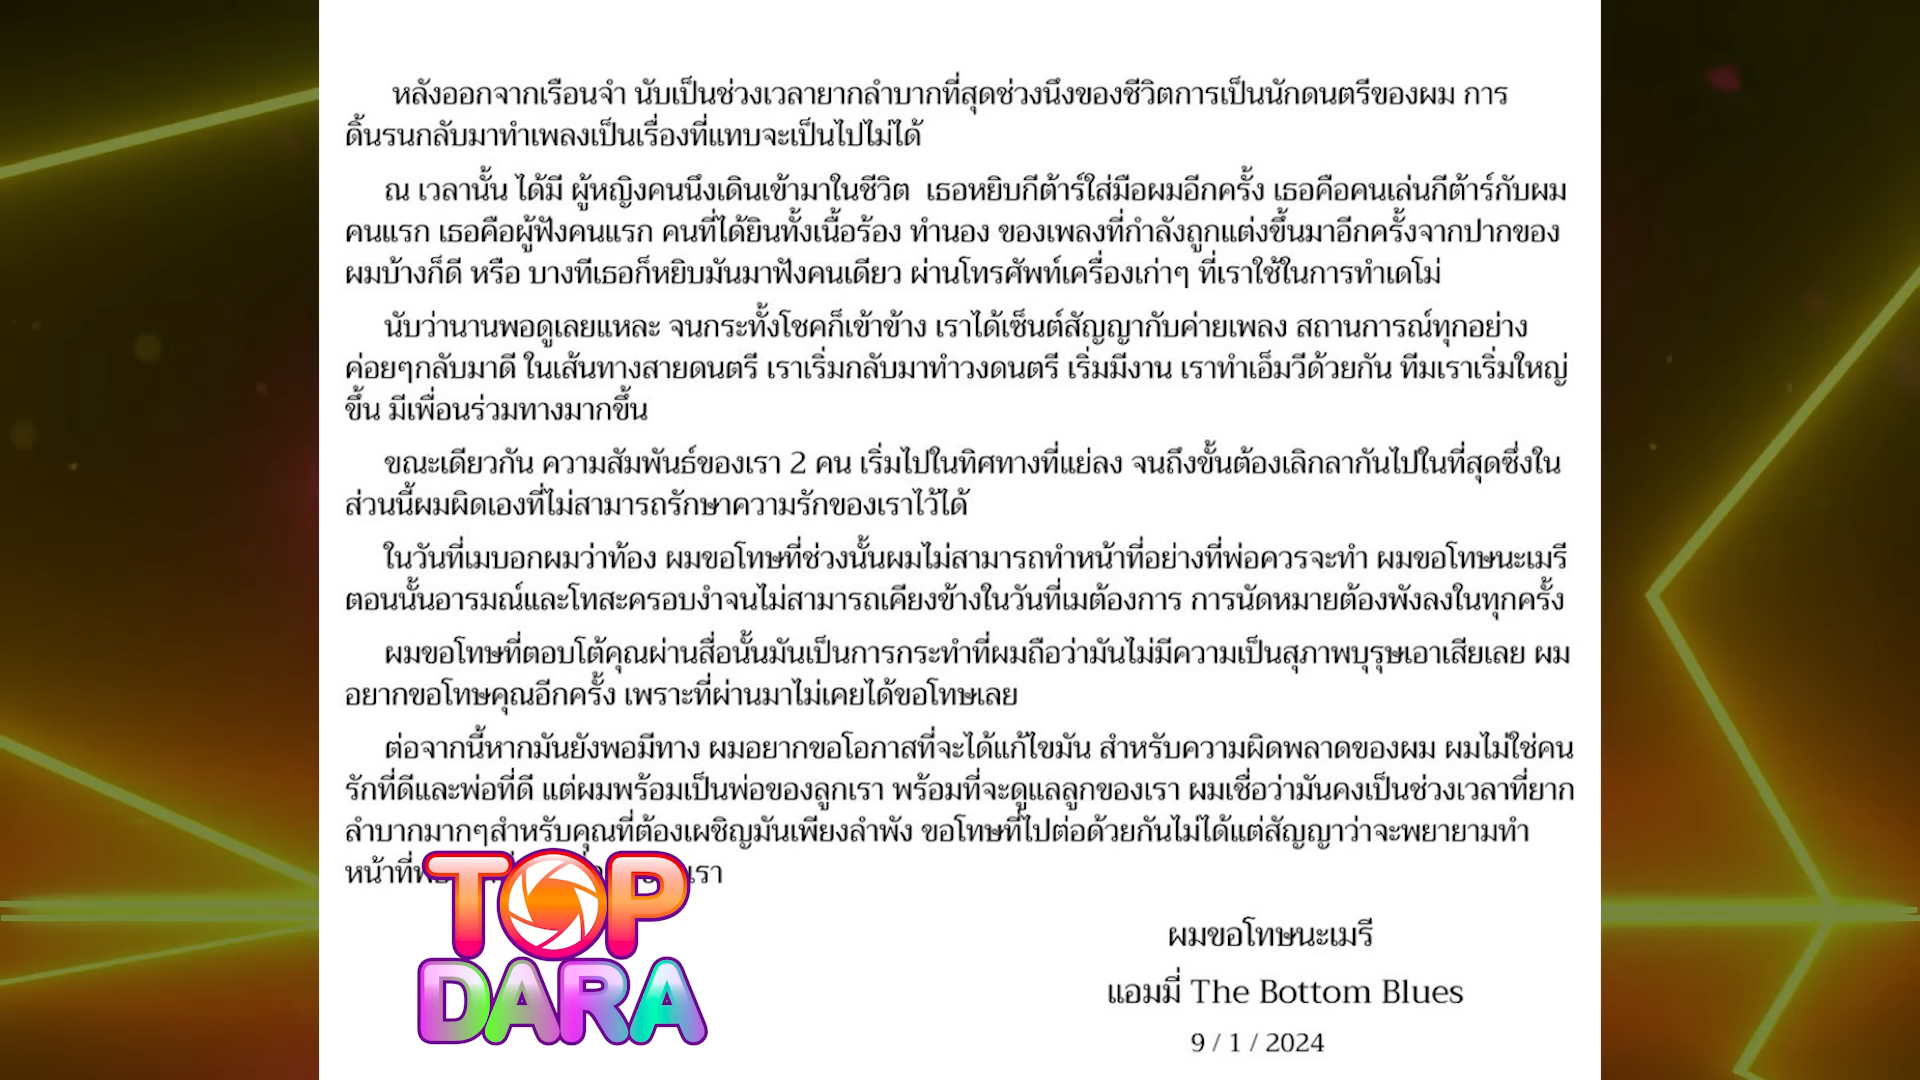 หลังออกจากเรือนจำ นับเป็นช่วงเวลายากลำบากที่สุดช่วงนึงของชีวิตการเป็นนักดนตรีของผม การ
ดิ้นรนกลับมาทำเพลงเป็นเรื่องที่แทบจะเป็นไปไม่ได้
ณ เวลานั้น ได้มี ผู้หญิงคนนึงเดินเข้ามาในชีวิต เธอหยิบกีต้าร์ใส่มือผมอีกครั้ง เธอคือคนเล่นกีต้าร์กับผม
คนแรก เธอคือผู้ฟังคนแรก คนที่ได้ยินทั้งเนื้อร้อง ทำนอง ของเพลงที่กำลังถูกแต่งขึ้นมาอีกครั้งจากปากของ
ผมบ้างก็ดี หรือ บางทีเธอก็หยิบมันมาฟังคนเดียว ผ่านโทรศัพท์เครื่องเก่าๆ ที่เราใช้ในการทำเดโม่
นับว่านานพอดูเลยแหละ จนกระทั้งโชคก็เข้าข้าง เราได้เซ็นต์สัญญากับค่ายเพลง สถานการณ์ทุกอย่าง
ค่อยๆกลับมาดี ในเส้นทางสายดนตรี เราเริ่มกลับมาทำวงดนตรี เริ่มมีงาน เราทำเอ็มวีด้วยกัน ทีมเราเริ่มใหญ่
ขึ้น มีเพื่อนร่วมทางมากขึ้น
ขณะเดียวกัน ความสัมพันธ์ของเรา 2 คน เริ่มไปในทิศทางที่แย่ลง จนถึงขั้นต้องเลิกลากันไปในที่สุดซึ่งใน
ส่วนนี้ผมผิดเองที่ไม่สามารถรักษาความรักของเราไว้ได้
ในวันที่เมบอกผมว่าท้อง ผมขอโทษที่ช่วงนั้นผมไม่สามารถทำหน้าที่อย่างที่พ่อควรจะทำ ผมขอโทษนะเมรี
ตอนนั้นอารมณ์และโทสะครอบงำจนไม่สามารถเคียงข้างในวันที่เมต้องการ การนัดหมายต้องพังลงในทุกครั้ง
ผมขอโทษที่ตอบโต้คุณผ่านสื่อนั้นมันเป็นการกระทำที่ผมถือว่ามันไม่มีความเป็นสุภาพบุรุษเอาเสียเลย ผม
อยากขอโทษคุณอีกครั้ง เพราะที่ผ่านมาไม่เคยได้ขอโทษเลย
ต่อจากนี้หากมันยังพอมีทาง ผมอยากขอโอกาสที่จะได้แก้ไขมัน สำหรับความผิดพลาดของผม ผมไม่ใช่คน
รักที่ดีและพ่อที่ดี แต่ผมพร้อมเป็นพ่อของลูกเรา พร้อมที่จะดูแลลูกของเรา ผมเชื่อว่ามันคงเป็นช่วงเวลาที่ยาก
ลำบากมากๆสำหรับคุณที่ต้องเผชิญมันเพียงลำพัง ขอโทษที่ไปต่อด้วยกันไม่ได้แต่สัญญาว่าจะพยายามทำ
หน้าที่ เรา
TOP
DARA
ผมขอโทษนะเมรี
แอมมี่ The Bottom Blues
9 / 1 / 2024